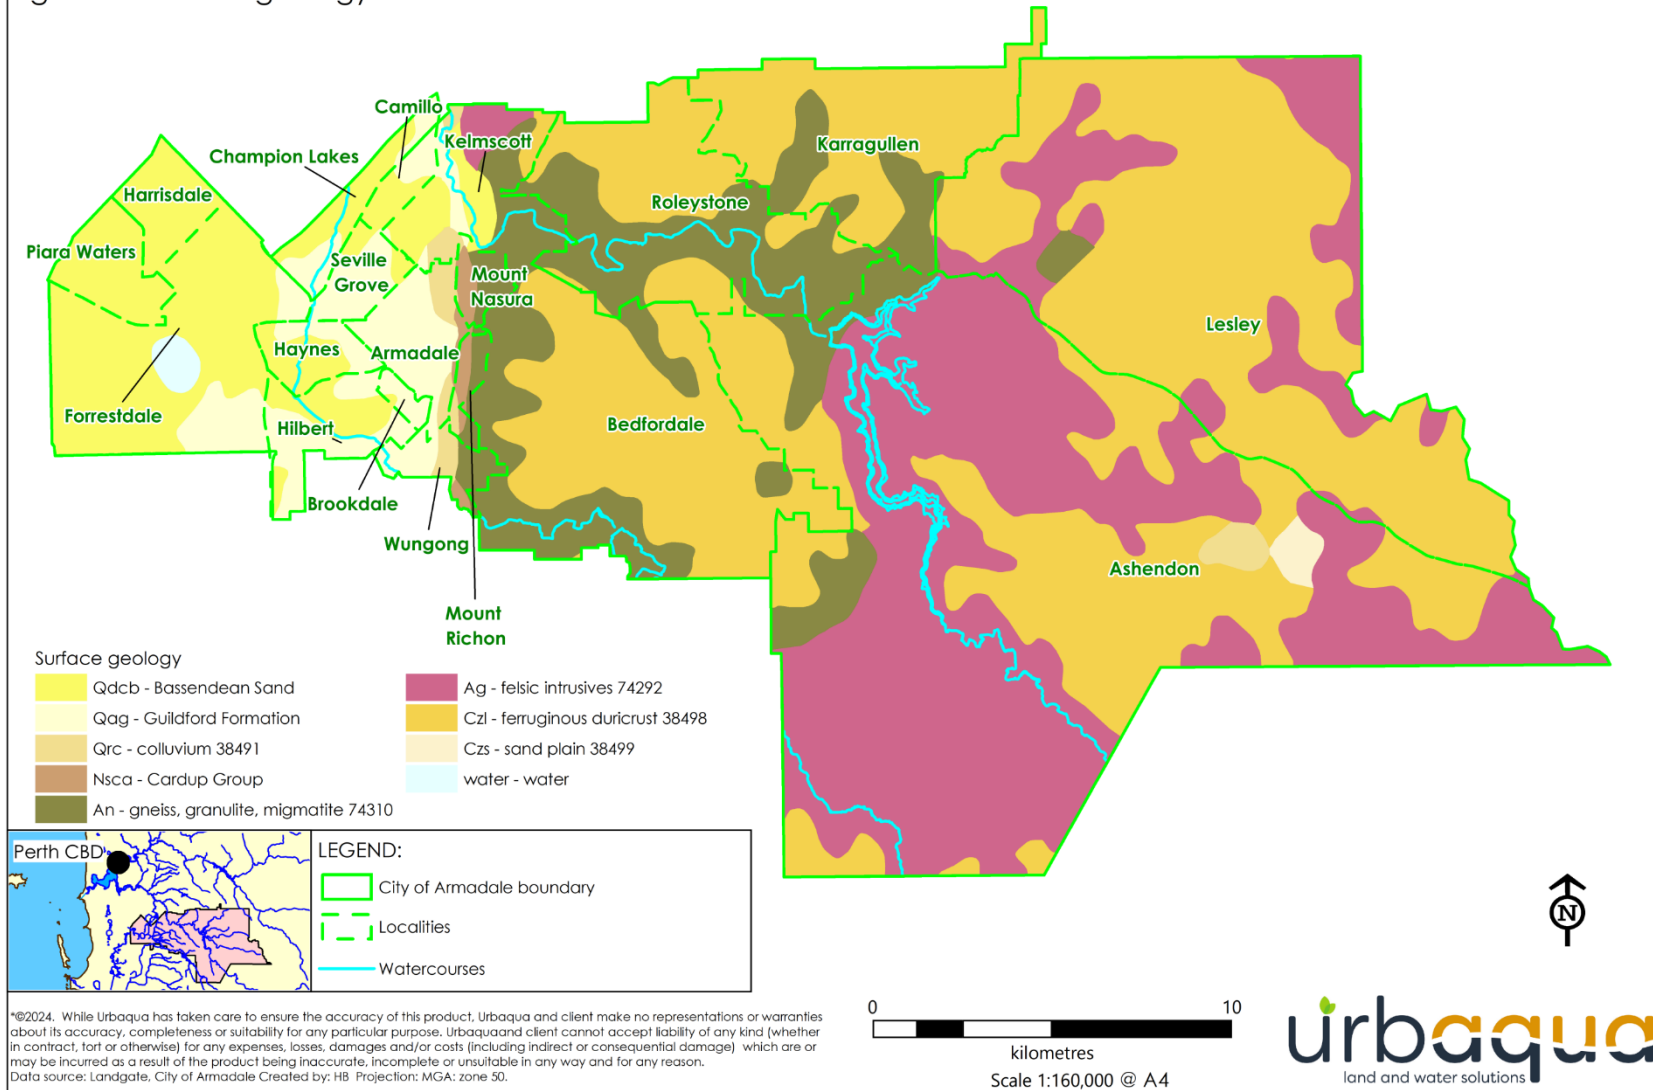 Camillo
Kelmscott
Champion Lakes
Karragullen
Harrisdale
Roleystone
Piara Waters
Seville
Grove
Mount
Nasura
Lesley
Haynes
Armadale
Forrestdale
Hilbert
Bedfordale
Brookdale
Wungong
Ashendon
Mount
Richon
Surface geology
Qdcb - Bassendean Sand
Qag - Guildford Formation
Qrc - colluvium 38491
Nsca - Cardup Group
An - gneiss, granulite, migmatite 74310
Ag - felsic intrusives 74292
Czl - ferruginous duricrust 38498
Czs - sand plain 38499
water - water
Perth CBD
LEGEND:
City of Armadale boundary
Localities
Watercourses
N
*©2024. While Urbaqua has taken care to ensure the accuracy of this product, Urbaqua and client make no representations or warranties
about its accuracy, completeness or suitability for any particular purpose. Urbaquaand client cannot accept liability of any kind (whether
in contract, tort or otherwise) for any expenses, losses, damages and/or costs (including indirect or consequential damage) which are or
may be incurred as a result of the product being inaccurate, incomplete or unsuitable in any way and for any reason.
Data source: Landgate, City of Armadale Created by: HB Projection: MGA: zone 50.
0 10
kilometres
Scale 1:160,000 @ A4
urbaqua
land and water solutions